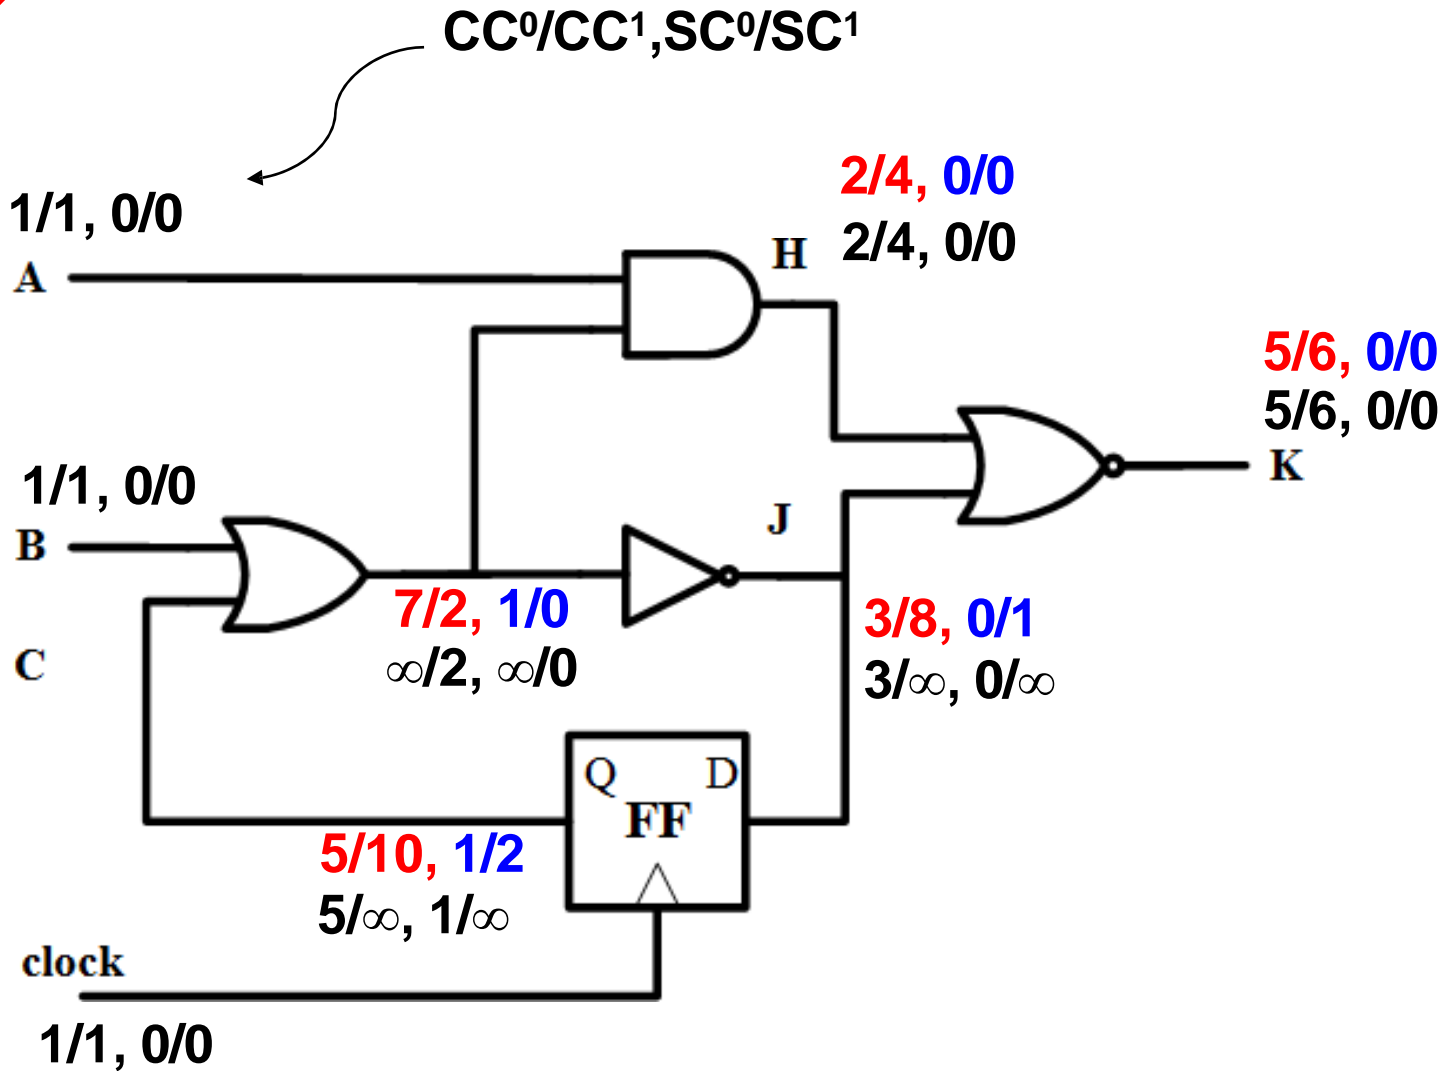 CC⁰/CC¹,SC⁰/SC¹
2/4, 0/0
1/1, 0/0
H
2/4, 0/0
A
5/6, 0/0
5/6, 0/0
K
1/1, 0/0
J
B
7/2, 1/0
3/8, 0/1
∞/2, ∞/0
C
3/∞, 0/∞
Q D
FF
5/10, 1/2
5/∞, 1/∞
clock
1/1, 0/0